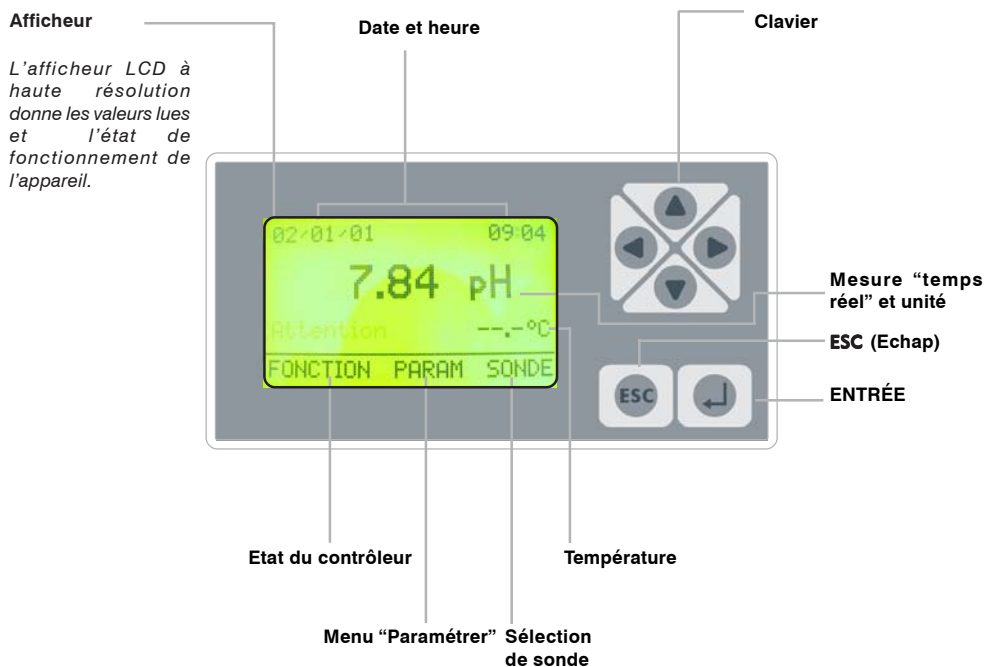 Afficheur
Date et heure
Clavier
L'afficheur LCD à
haute résolution
donne les valeurs lues
et l'état de
fonctionnement de
l'appareil.
02/01/01 09:04
7.84 pH
Attention --.-°C
FONCTION PARAM SONDE
Mesure “temps
réel” et unité
ESC (Echap)
ESC
ENTRÉE
Etat du contrôleur
Température
Menu “Paramétrer”
Sélection
de sonde